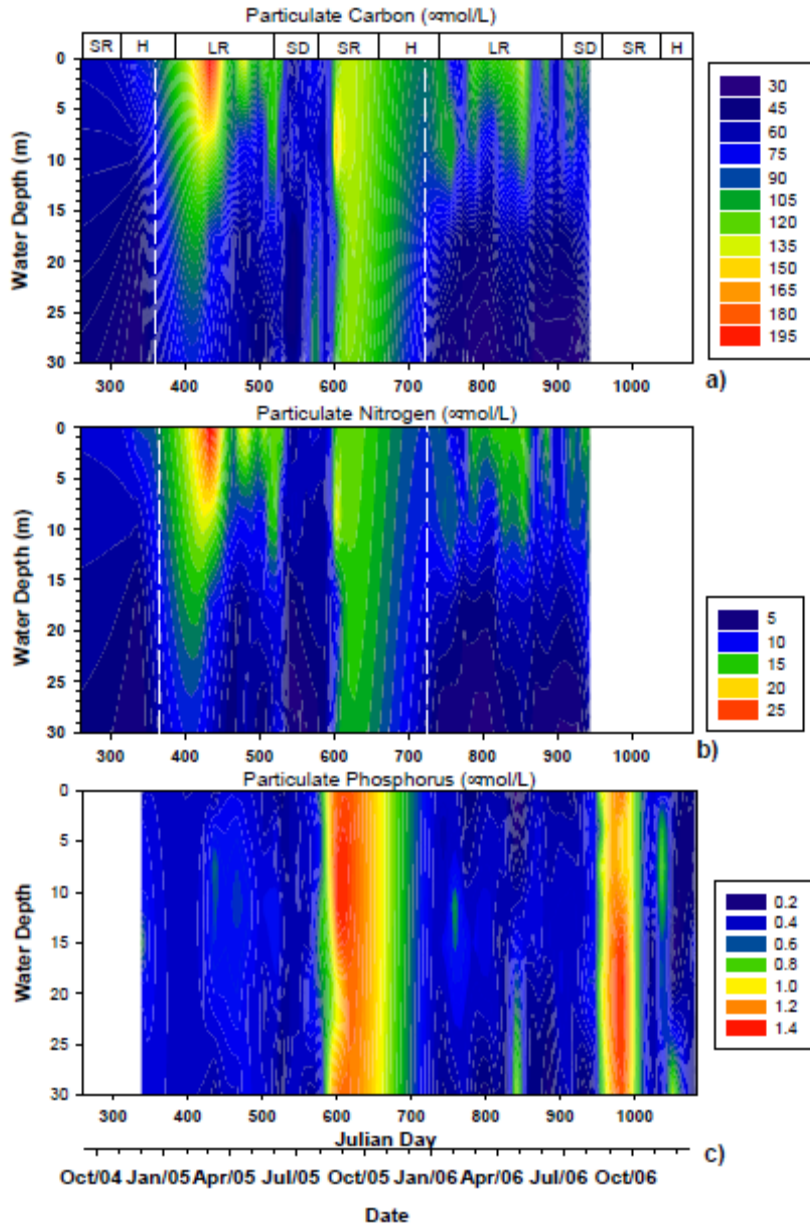 Particulate Carbon (∝mol/L)
SR H LR SD SR H LR SD SR H
0
5
10
15
20
25
30
Water Depth (m)
300 400 500 600 700 800 900 1000
30
45
60
75
90
105
120
135
150
165
180
195
a)
Particulate Nitrogen (∝mol/L)
0
5
10
15
20
25
30
Water Depth (m)
300 400 500 600 700 800 900 1000
5
10
15
20
25
b)
Particulate Phosphorus (∝mol/L)
0
5
10
15
20
25
30
Water Depth
300 400 500 600 700 800 900 1000
Julian Day
0.2
0.4
0.6
0.8
1.0
1.2
1.4
c)
Oct/04 Jan/05 Apr/05 Jul/05 Oct/05 Jan/06 Apr/06 Jul/06 Oct/06
Date